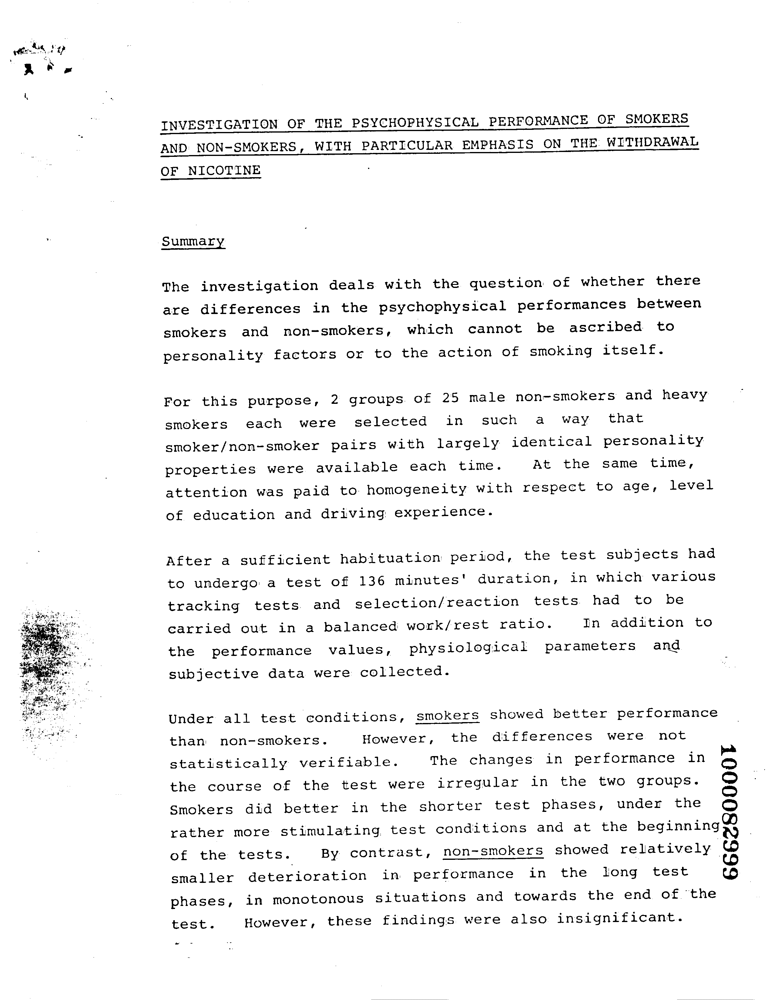 INVESTIGATION OF THE PSYCHOPHYSICAL PERFORMANCE OF SMOKERS
AND NON-SMOKERS, WITH PARTICULAR EMPHASIS ON THE WITHDRAWAL
OF NICOTINE
Summary
The investigation deals with the question of whether there
are differences in the psychophysical performances between
smokers and non-smokers, which cannot be ascribed to
personality factors or to the action of smoking itself.
For this purpose, 2 groups of 25 male non-smokers and heavy
smokers each were selected in such a way that
smoker/non-smoker pairs with largely identical personality
properties were available each time. At the same time,
attention was paid to homogeneity with respect to age, level
of education and driving experience.
After a sufficient habituation period, the test subjects had
to undergo a test of 136 minutes' duration, in which various
tracking tests and selection/reaction tests had to be
carried out in a balanced work/rest ratio. In addition to
the performance values, physiological parameters and
subjective data were collected.
Under all test conditions, smokers showed better performance
than non-smokers. However, the differences were not
statistically verifiable. The changes in performance in
the course of the test were irregular in the two groups.
Smokers did better in the shorter test phases, under the
rather more stimulating test conditions and at the beginning
of the tests. By contrast, non-smokers showed relatively
smaller deterioration in performance in the long test
phases, in monotonous situations and towards the end of the
test. However, these findings were also insignificant.
1000082999